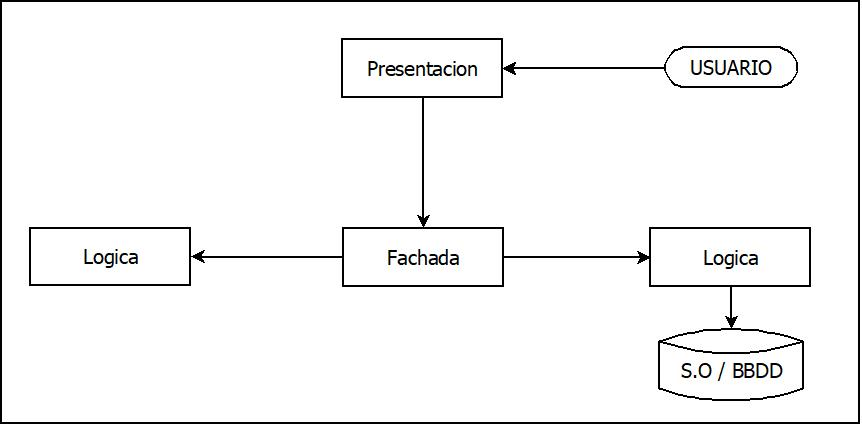 Presentacion
USUARIO
Logica
Fachada
Logica
S.O / BBDD